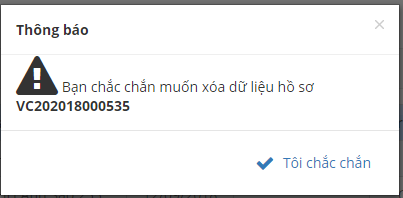 Thông báo
×
Bạn chắc chắn muốn xóa dữ liệu hồ sơ
VC202018000535
Tôi chắc chắn